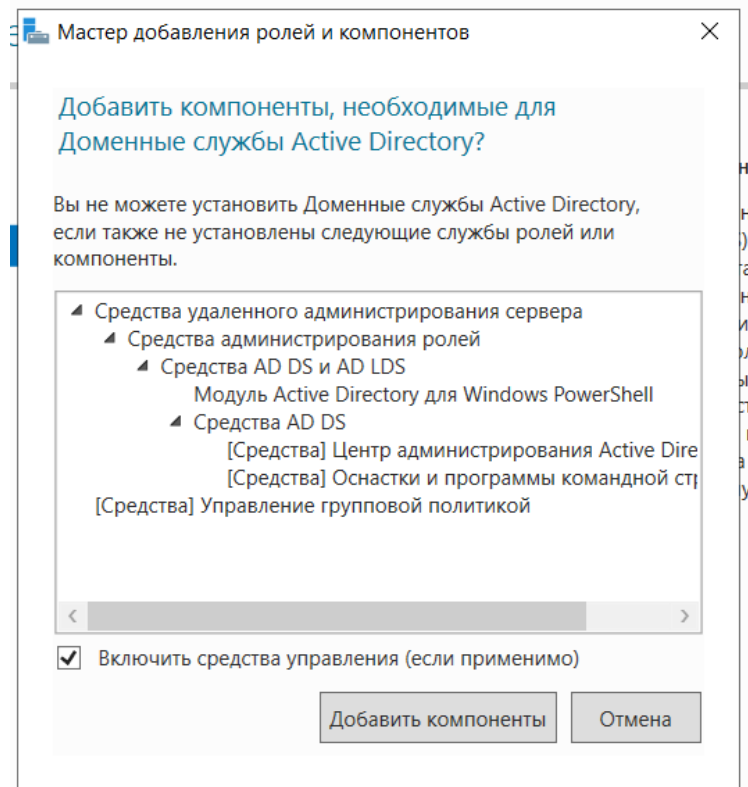 Мастер добавления ролей и компонентов
Добавить компоненты, необходимые для
Доменные службы Active Directory?
Вы не можете установить Доменные службы Active Directory,
если также не установлены следующие службы ролей или
компоненты.
Средства удаленного администрирования сервера
Средства администрирования ролей
Средства AD DS и AD LDS
Модуль Active Directory для Windows PowerShell
Средства AD DS
[Средства] Центр администрирования Active Dire
[Средства] Оснастки и программы командной стр
[Средства] Управление групповой политикой
Включить средства управления (если применимо)
Добавить компоненты
Отмена